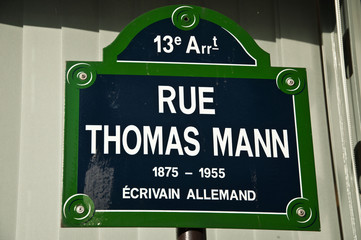 13e Arrt
RUE
THOMAS MANN
1875 – 1955
ÉCRIVAIN ALLEMAND